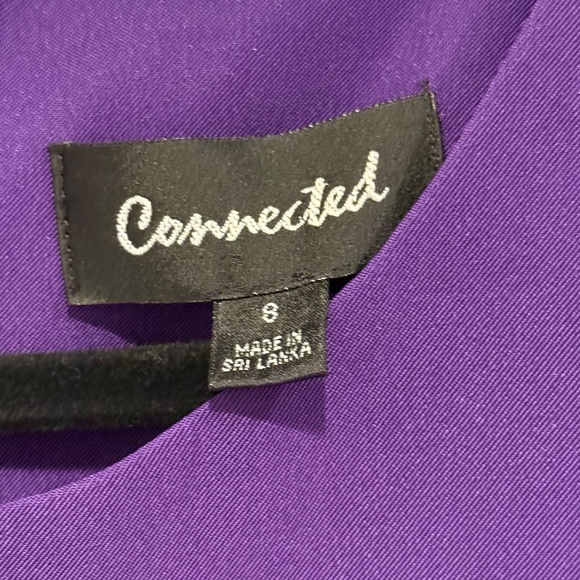 Connected
8
MADE IN
SRI LANKA